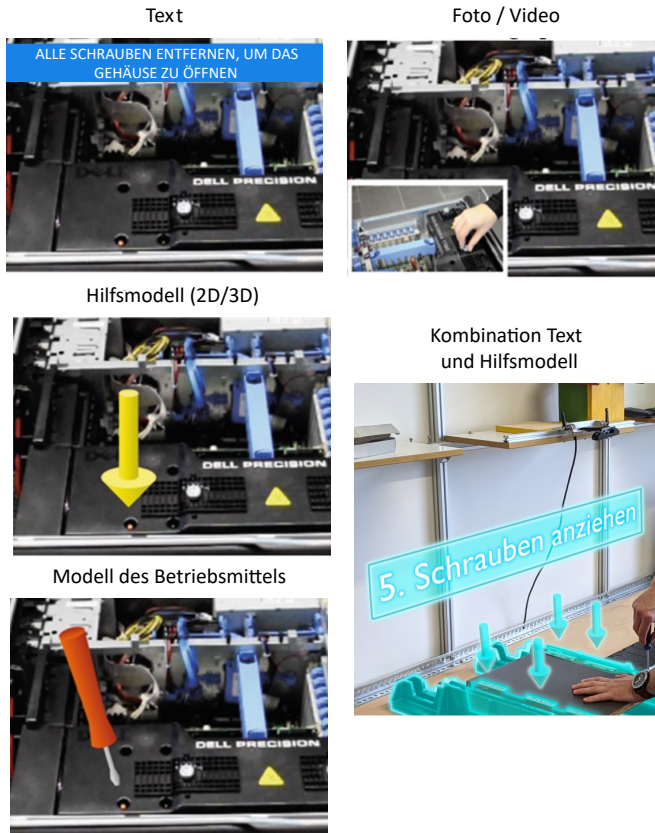 Text
ALLE SCHRAUBEN ENTFERNEN, UM DAS
GEHÄUSE ZU ÖFFNEN
DELL
DELL PRECISION
Foto / Video
DELL PRECISION
Hilfsmodell (2D/3D)
DELL PRECISION
Kombination Text
und Hilfsmodell
5. Schrauben anziehen
Modell des Betriebsmittels
DELL PRECISION